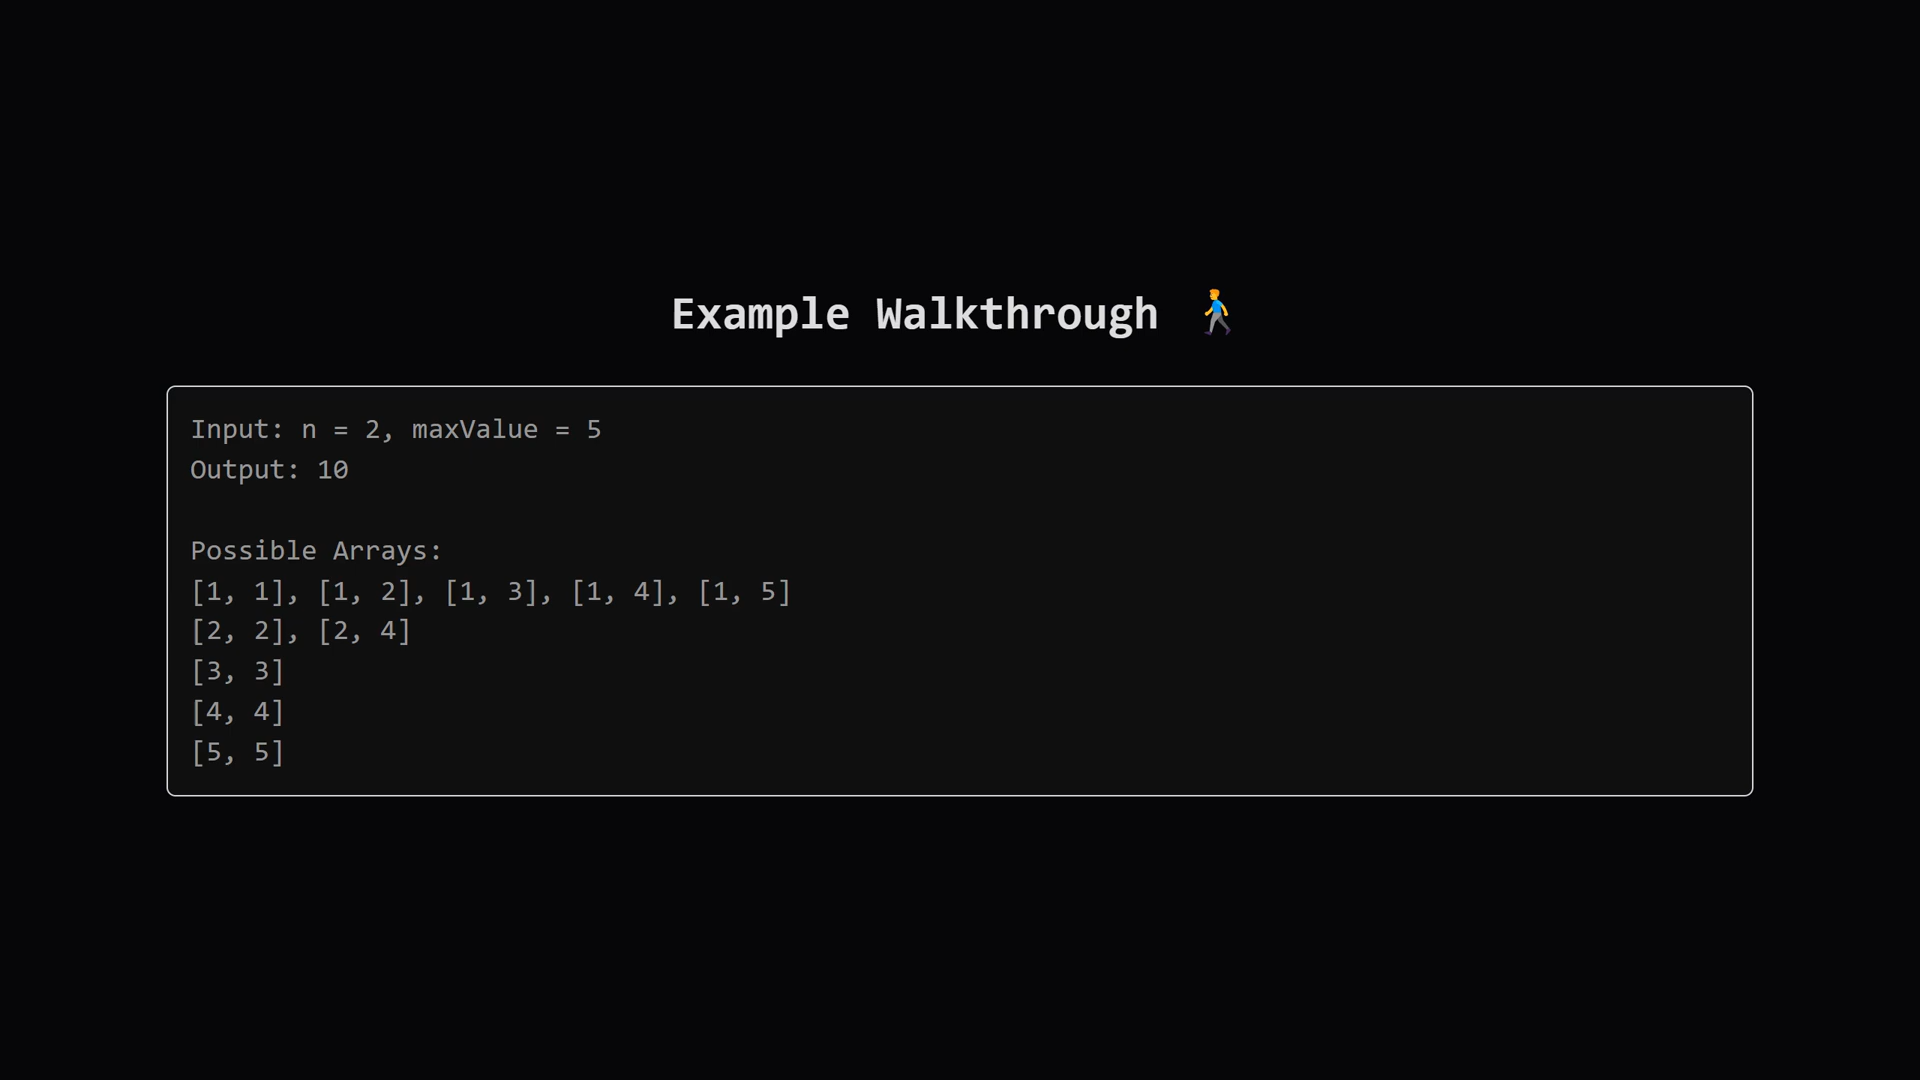 Example Walkthrough 🚶‍♂️
Input: n = 2, maxValue = 5
Output: 10
Possible Arrays:
[1, 1], [1, 2], [1, 3], [1, 4], [1, 5]
[2, 2], [2, 4]
[3, 3]
[4, 4]
[5, 5]